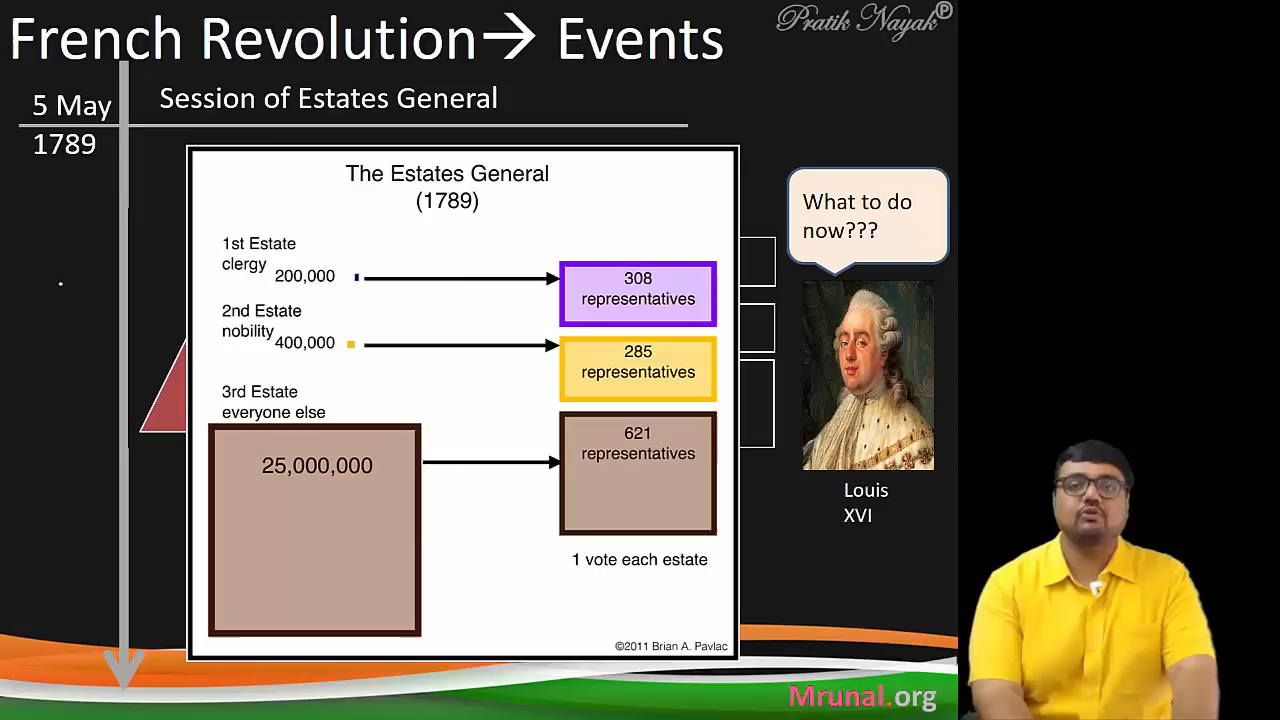 French Revolution→ Events
Pratik Nayak
P
5 May
1789
Session of Estates General
The Estates General
(1789)
1st Estate
clergy
200,000
308
representatives
2nd Estate
nobility
400,000
285
representatives
3rd Estate
everyone else
25,000,000
621
representatives
1 vote each estate
©2011 Brian A. Pavlac
What to do
now???
Louis
XVI
Mrunal.org